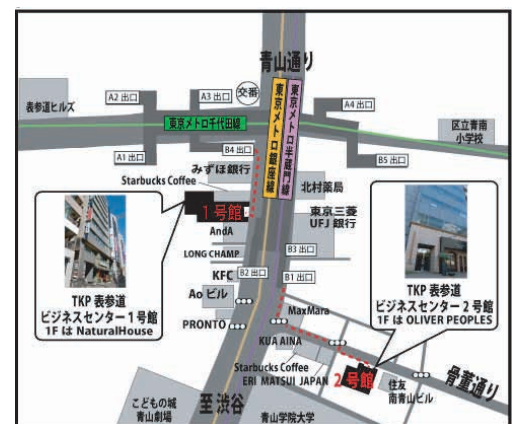 青山通り
A2 出口
A3 出口
交番
A4 出口
表参道ヒルズ
東京メトロ千代田線
東京メトロ銀座線
東京メトロ半蔵門線
区立青南
小学校
A1 出口
B4 出口
B5 出口
みずほ銀行
Starbucks Coffee
北村薬局
1号館
東京三菱
UFJ 銀行
AndA
LONG CHAMP
B3 出口
KFC
B2 出口
B1 出口
TKP 表参道
ビジネスセンター 1 号館
1F は NaturalHouse
Ao ビル
PRONTO
MaxMara
TKP 表参道
ビジネスセンター 2 号館
1F は OLIVER PEOPLES
KUA AINA
Starbucks Coffee
ERI MATSUI JAPAN
2号館
住友
南青山ビル
骨董通り
こどもの城
青山劇場
至渋谷
青山学院大学